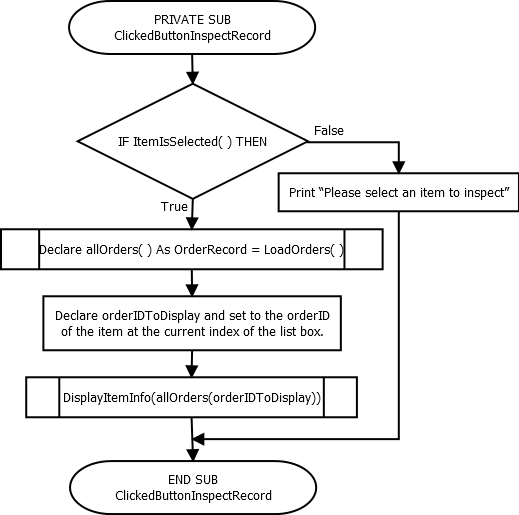 PRIVATE SUB
ClickedButtonInspectRecord
IF ItemIsSelected( ) THEN
False
Print “Please select an item to inspect”
True
Declare allOrders( ) As OrderRecord = LoadOrders( )
Declare orderIDToDisplay and set to the orderID
of the item at the current index of the list box.
DisplayItemInfo(allOrders(orderIDToDisplay))
END SUB
ClickedButtonInspectRecord